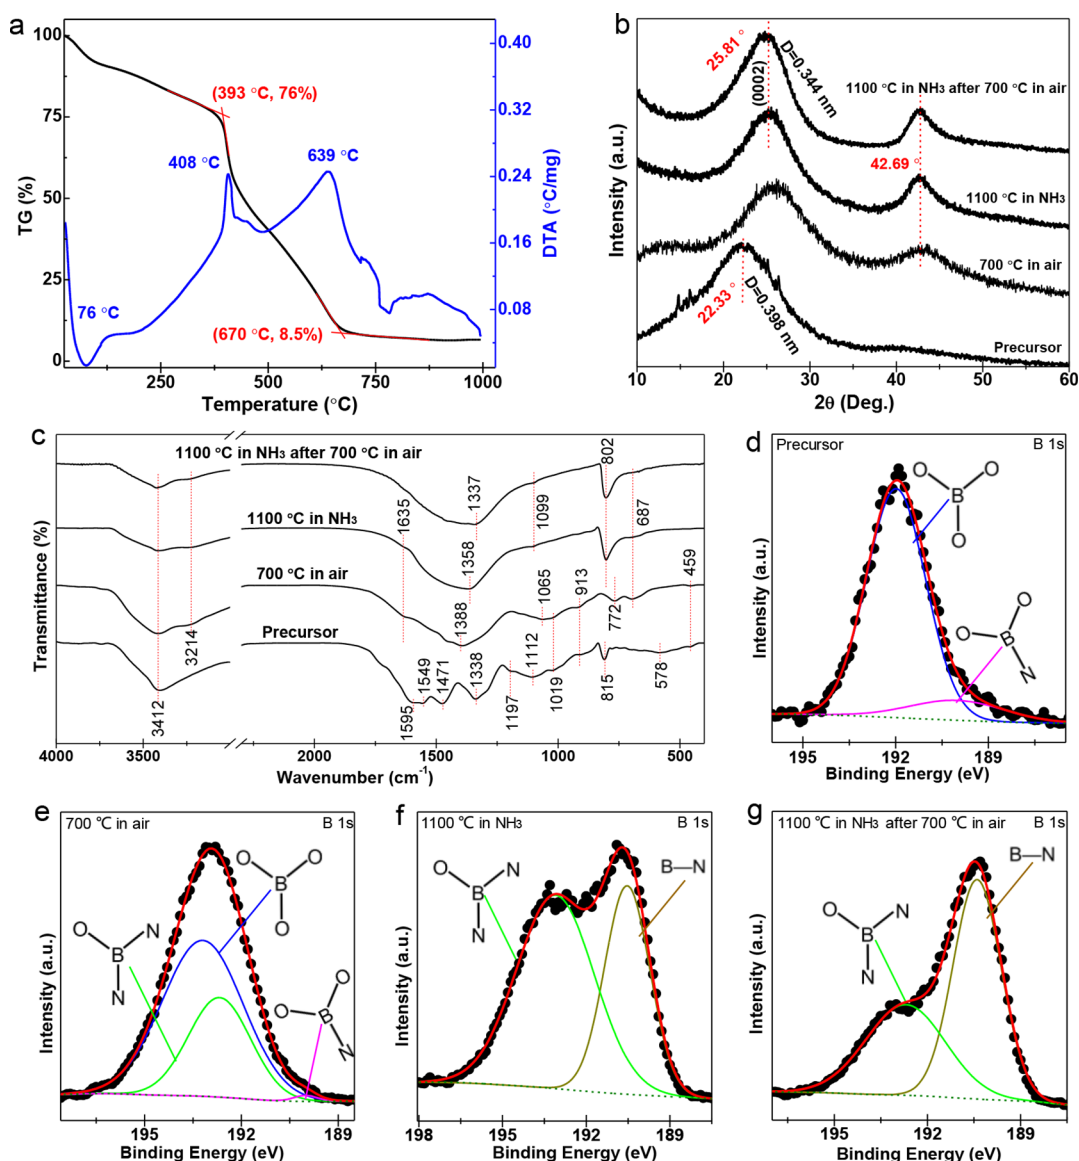 a
TG (%)
100
75
50
25
0
(393 °C, 76%)
408 °C
639 °C
76 °C
(670 °C, 8.5%)
0.40
0.32
0.24
0.16
0.08
DTA (°C/mg)
250
500
750
1000
Temperature (°C)
b
Intensity (a.u.)
25.81 °
(0002)
D=0.344 nm
1100 °C in NH₃ after 700 °C in air
42.69 °
1100 °C in NH₃
700 °C in air
22.33 °
D=0.398 nm
Precursor
10
20
30
40
50
60
2θ (Deg.)
c
Transmittance (%)
1100 °C in NH₃ after 700 °C in air
802
1337
1635
1099
687
1100 °C in NH₃
1358
700 °C in air
1388
1065
913
772
459
3214
Precursor
3412
1595
1549
1471
1338
1197
1112
1019
815
578
4000
3500
2000
1500
1000
500
Wavenumber (cm⁻¹)
d
Precursor
B 1s
Intensity (a.u.)
O
O
B
O
O
O
B
N
195
192
189
Binding Energy (eV)
e
700 ℃ in air
B 1s
Intensity (a.u.)
O
O
B
O
O
N
B
N
O
O
B
N
195
192
189
Binding Energy (eV)
f
1100 ℃ in NH₃
B 1s
Intensity (a.u.)
O
N
B
N
B—N
198
195
192
189
Binding Energy (eV)
g
1100 ℃ in NH₃ after 700 ℃ in air
B 1s
Intensity (a.u.)
B—N
O
N
B
N
195
192
189
Binding Energy (eV)